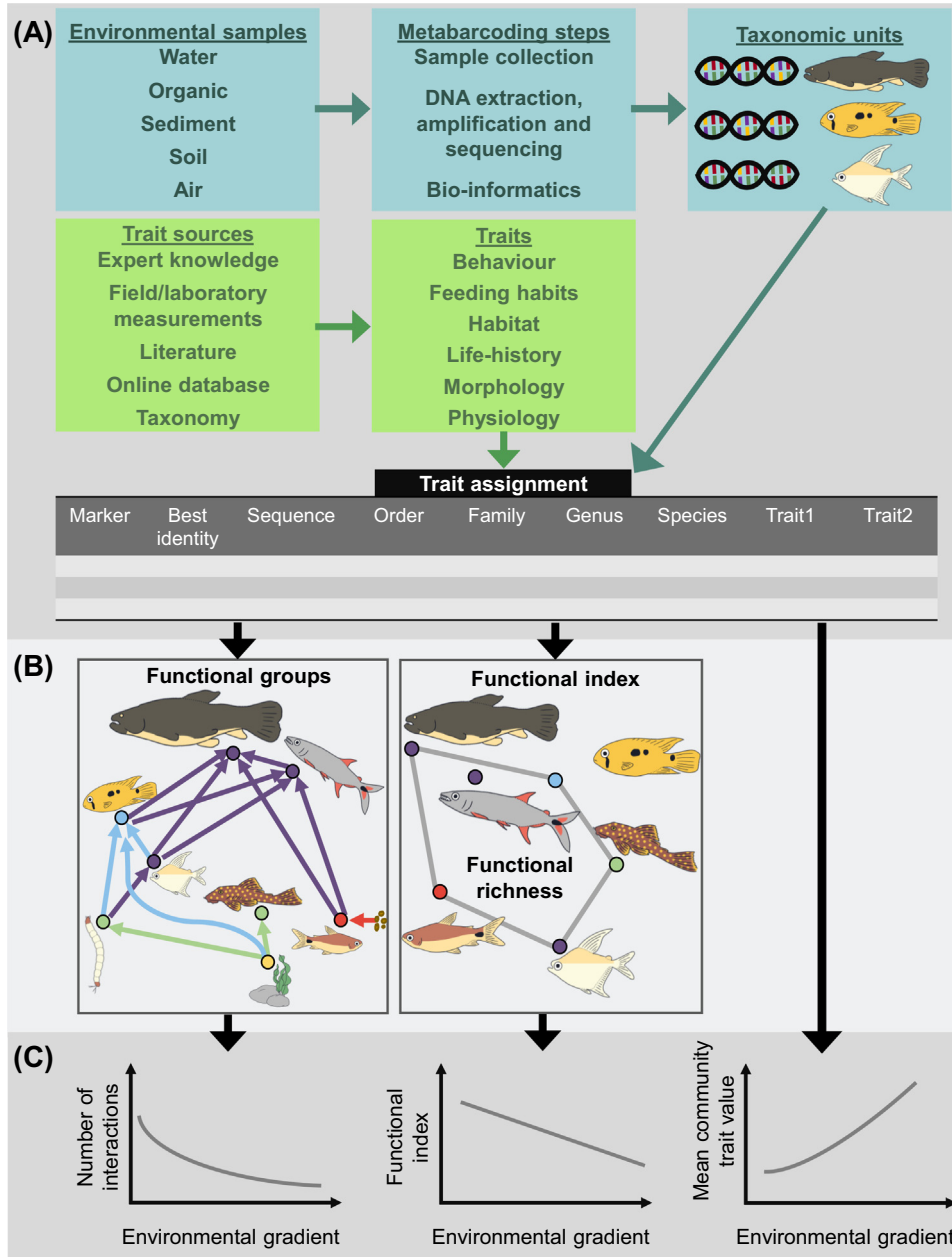 (A)
Environmental samples
Water
Organic
Sediment
Soil
Air
Metabarcoding steps
Sample collection
DNA extraction,
amplification and
sequencing
Bio-informatics
Taxonomic units
Trait sources
Expert knowledge
Field/laboratory
measurements
Literature
Online database
Taxonomy
Traits
Behaviour
Feeding habits
Habitat
Life-history
Morphology
Physiology
Trait assignment
Marker Best identity Sequence Order Family Genus Species Trait1 Trait2
(B)
Functional groups
Functional index
Functional
richness
(C)
Number of
interactions
Environmental gradient
Functional
index
Environmental gradient
Mean community
trait value
Environmental gradient